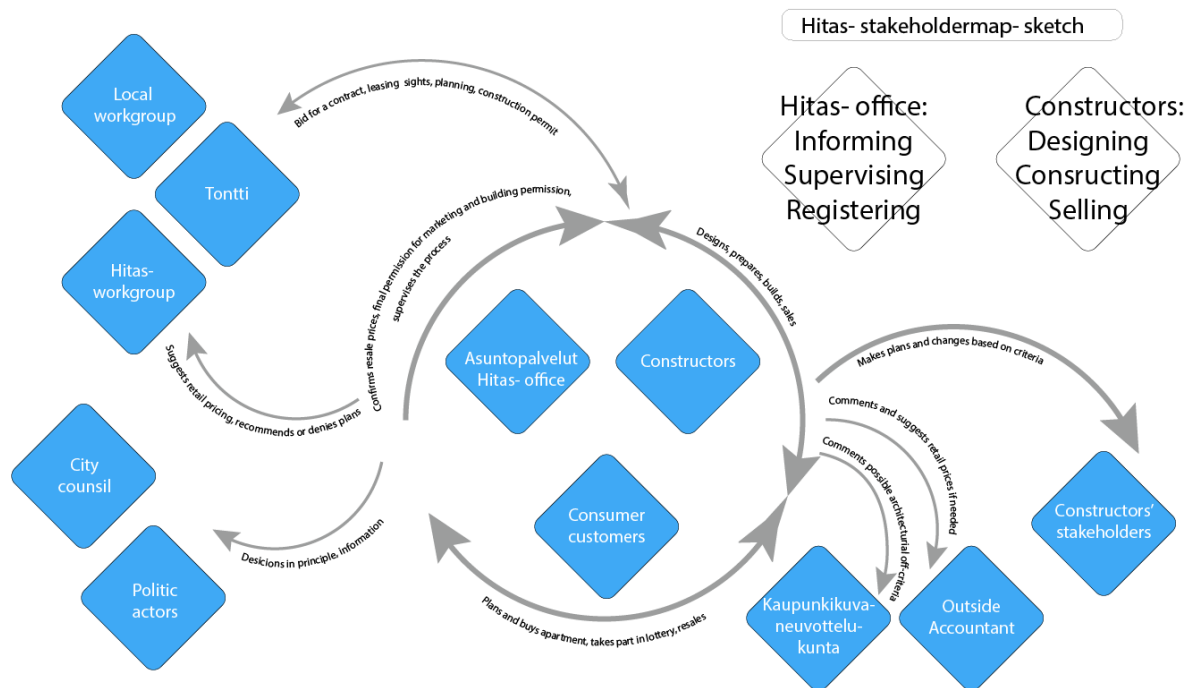 Hitas- stakeholdermap- sketch
Hitas- office:
Informing
Supervising
Registering
Constructors:
Designing
Consructing
Selling
Local
workgroup
Tontti
Hitas-
workgroup
Bid for a contract, leasing sights, planning, construction permit
Confirms resale prices, final permission for marketing and building permission,
supervises the process
Designs, prepares, builds, sales
Asuntopalvelut
Hitas- office
Constructors
Makes plans and changes based on criteria
Suggests retail pricing, recommends or denies plans
Comments and suggests retail prices if needed
Comments possible architecturial off-criteria
City
counsil
Politic
actors
Desicions in principle, information
Consumer
customers
Plans and buys apartment, takes part in lottery, resales
Constructors’
stakeholders
Kaupunkikuva-
neuvottelu-
kunta
Outside
Accountant